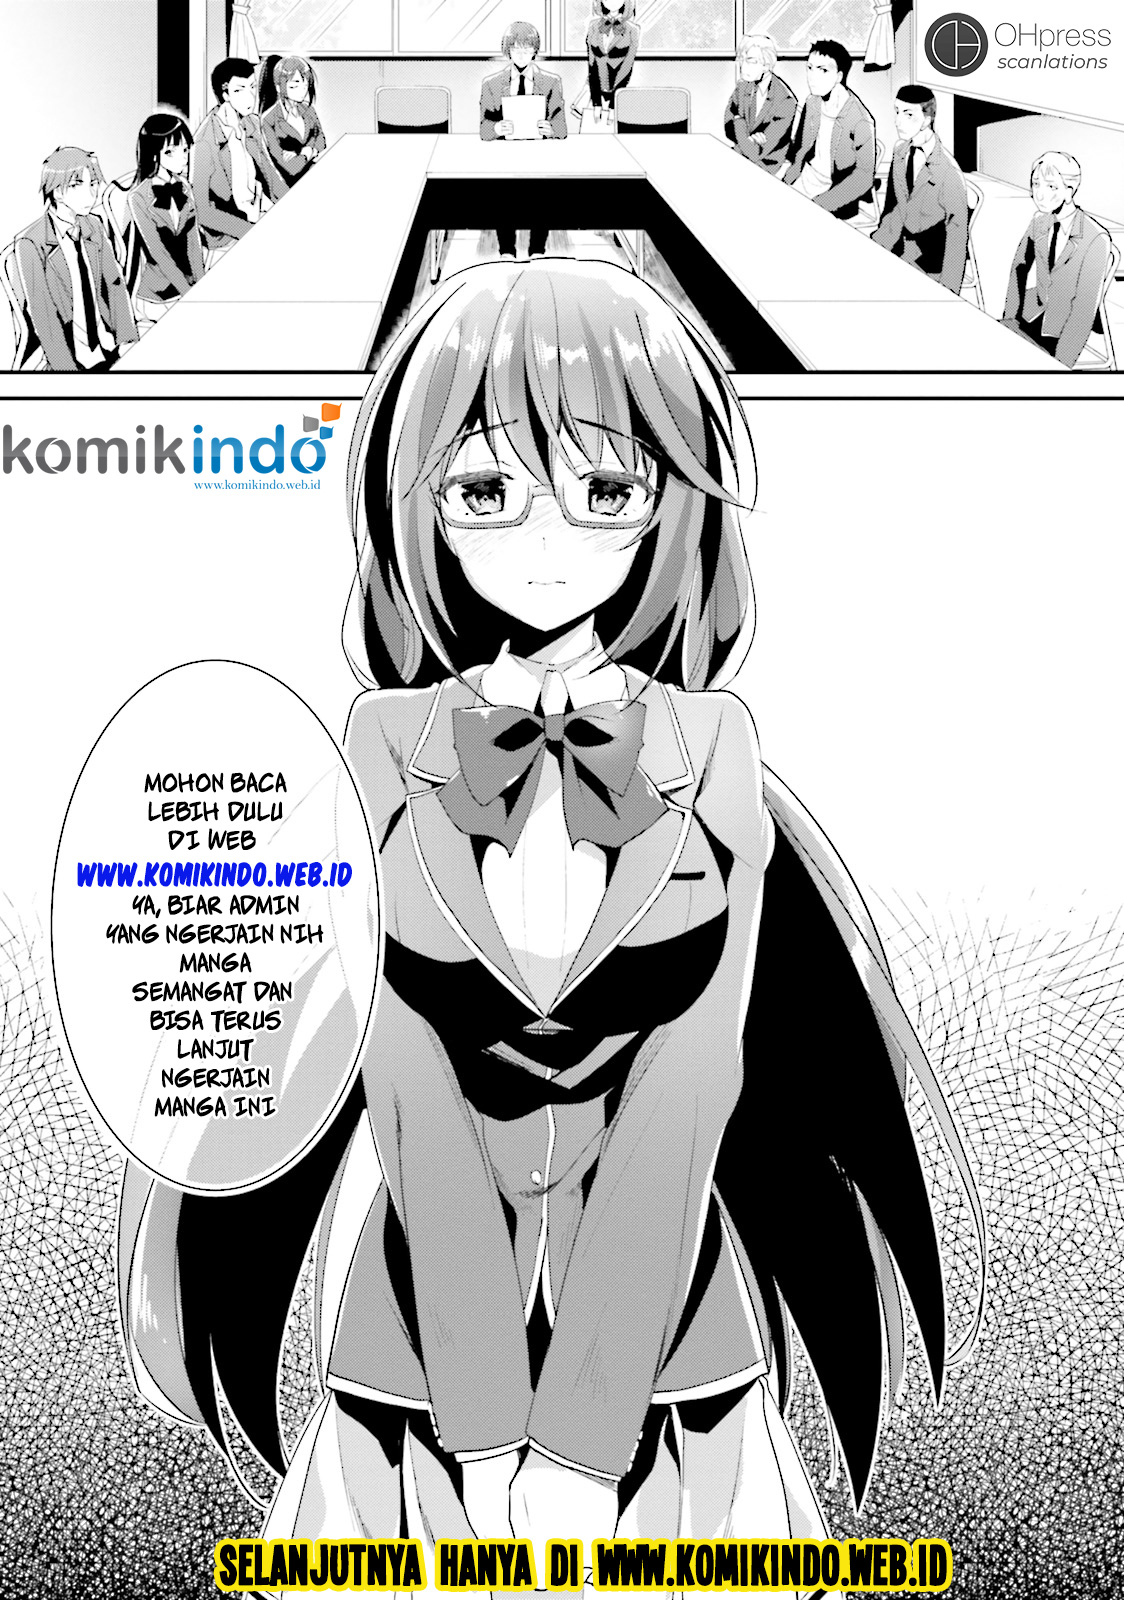 OHpress
scanlations
komikindo
www.komikindo.web.id
MOHON BACA
LEBIH DULU
DI WEB
WWW.KOMIKINDO.WEB.ID
YA, BIAR ADMIN
YANG NGERJAIN NIH
MANGA
SEMANGAT DAN
BISA TERUS
LANJUT
NGERJAIN
MANGA INI
SELANJUTNYA HANYA DI WWW.KOMIKINDO.WEB.ID